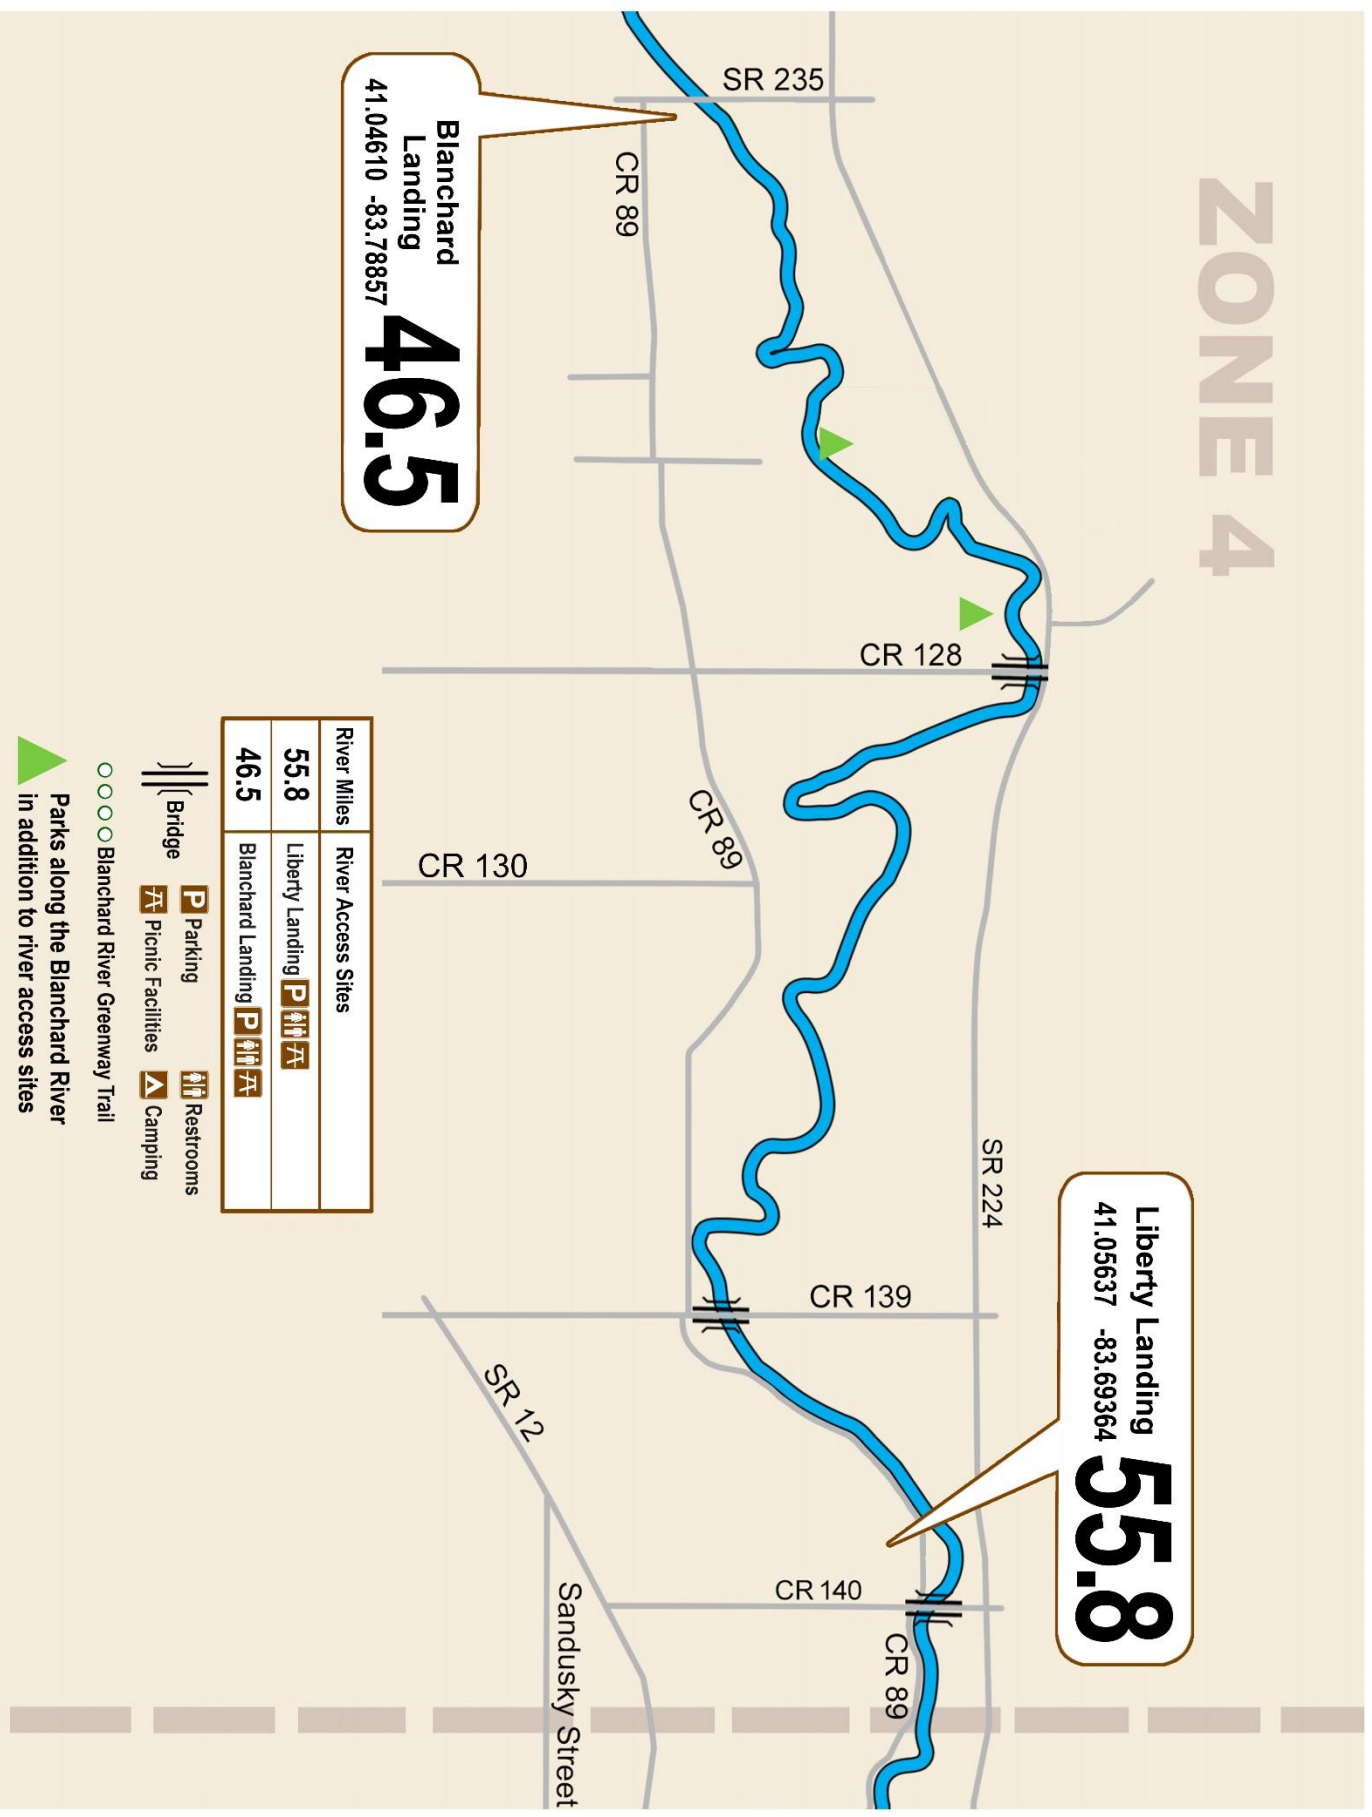 ZONE 4
SR 235
CR 89
Blanchard
Landing
41.04610 -83.78857
46.5
CR 128
CR 89
CR 130
SR 224
Liberty Landing
41.05637 -83.69364
55.8
CR 139
SR 12
CR 140
CR 89
Sandusky Street
River Miles River Access Sites
55.8 Liberty Landing P
46.5 Blanchard Landing P
Bridge P Parking Restrooms
Picnic Facilities Camping
Blanchard River Greenway Trail
Parks along the Blanchard River
in addition to river access sites